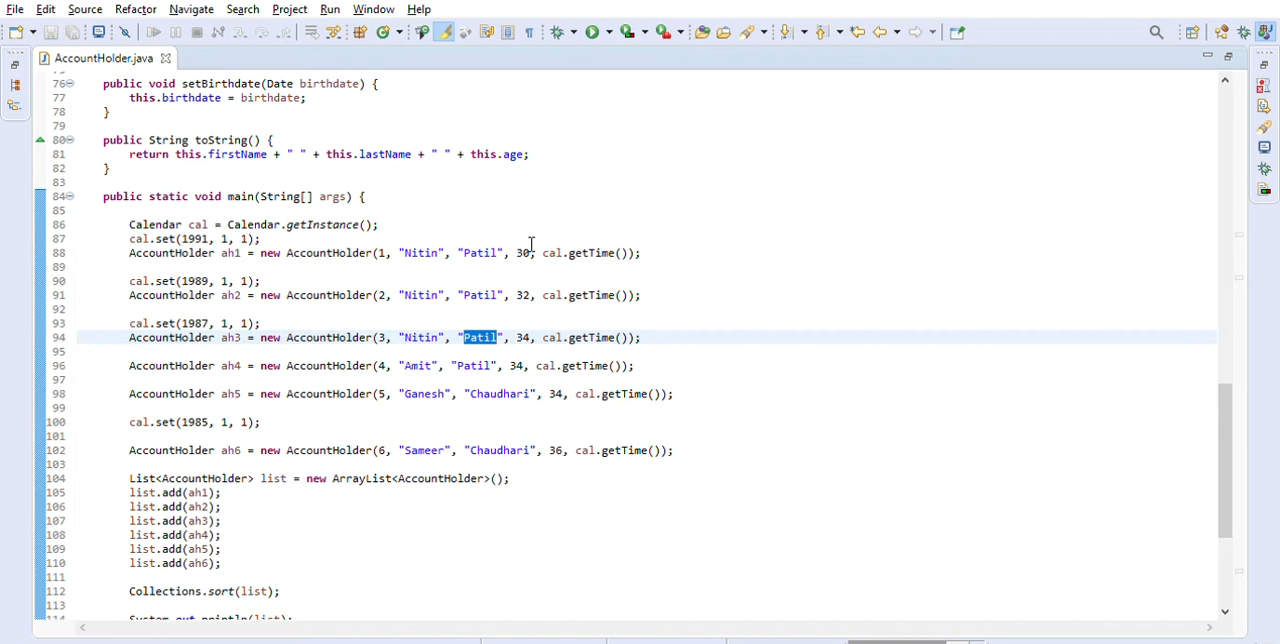 File Edit Source Refactor Navigate Search Project Run Window Help
AccountHolder.java
76 public void setBirthdate(Date birthdate) {
77 this.birthdate = birthdate;
78 }
79
80 public String toString() {
81 return this.firstName + " " + this.lastName + " " + this.age;
82 }
83
84 public static void main(String[] args) {
85
86 Calendar cal = Calendar.getInstance();
87 cal.set(1991, 1, 1);
88 AccountHolder ah1 = new AccountHolder(1, "Nitin", "Patil", 30, cal.getTime());
89
90 cal.set(1989, 1, 1);
91 AccountHolder ah2 = new AccountHolder(2, "Nitin", "Patil", 32, cal.getTime());
92
93 cal.set(1987, 1, 1);
94 AccountHolder ah3 = new AccountHolder(3, "Nitin", "Patil", 34, cal.getTime());
95
96 AccountHolder ah4 = new AccountHolder(4, "Amit", "Patil", 34, cal.getTime());
97
98 AccountHolder ah5 = new AccountHolder(5, "Ganesh", "Chaudhari", 34, cal.getTime());
99
100 cal.set(1985, 1, 1);
101
102 AccountHolder ah6 = new AccountHolder(6, "Sameer", "Chaudhari", 36, cal.getTime());
103
104 List<AccountHolder> list = new ArrayList<AccountHolder>();
105 list.add(ah1);
106 list.add(ah2);
107 list.add(ah3);
108 list.add(ah4);
109 list.add(ah5);
110 list.add(ah6);
111
112 Collections.sort(list);
113
114 System.out.println(list);